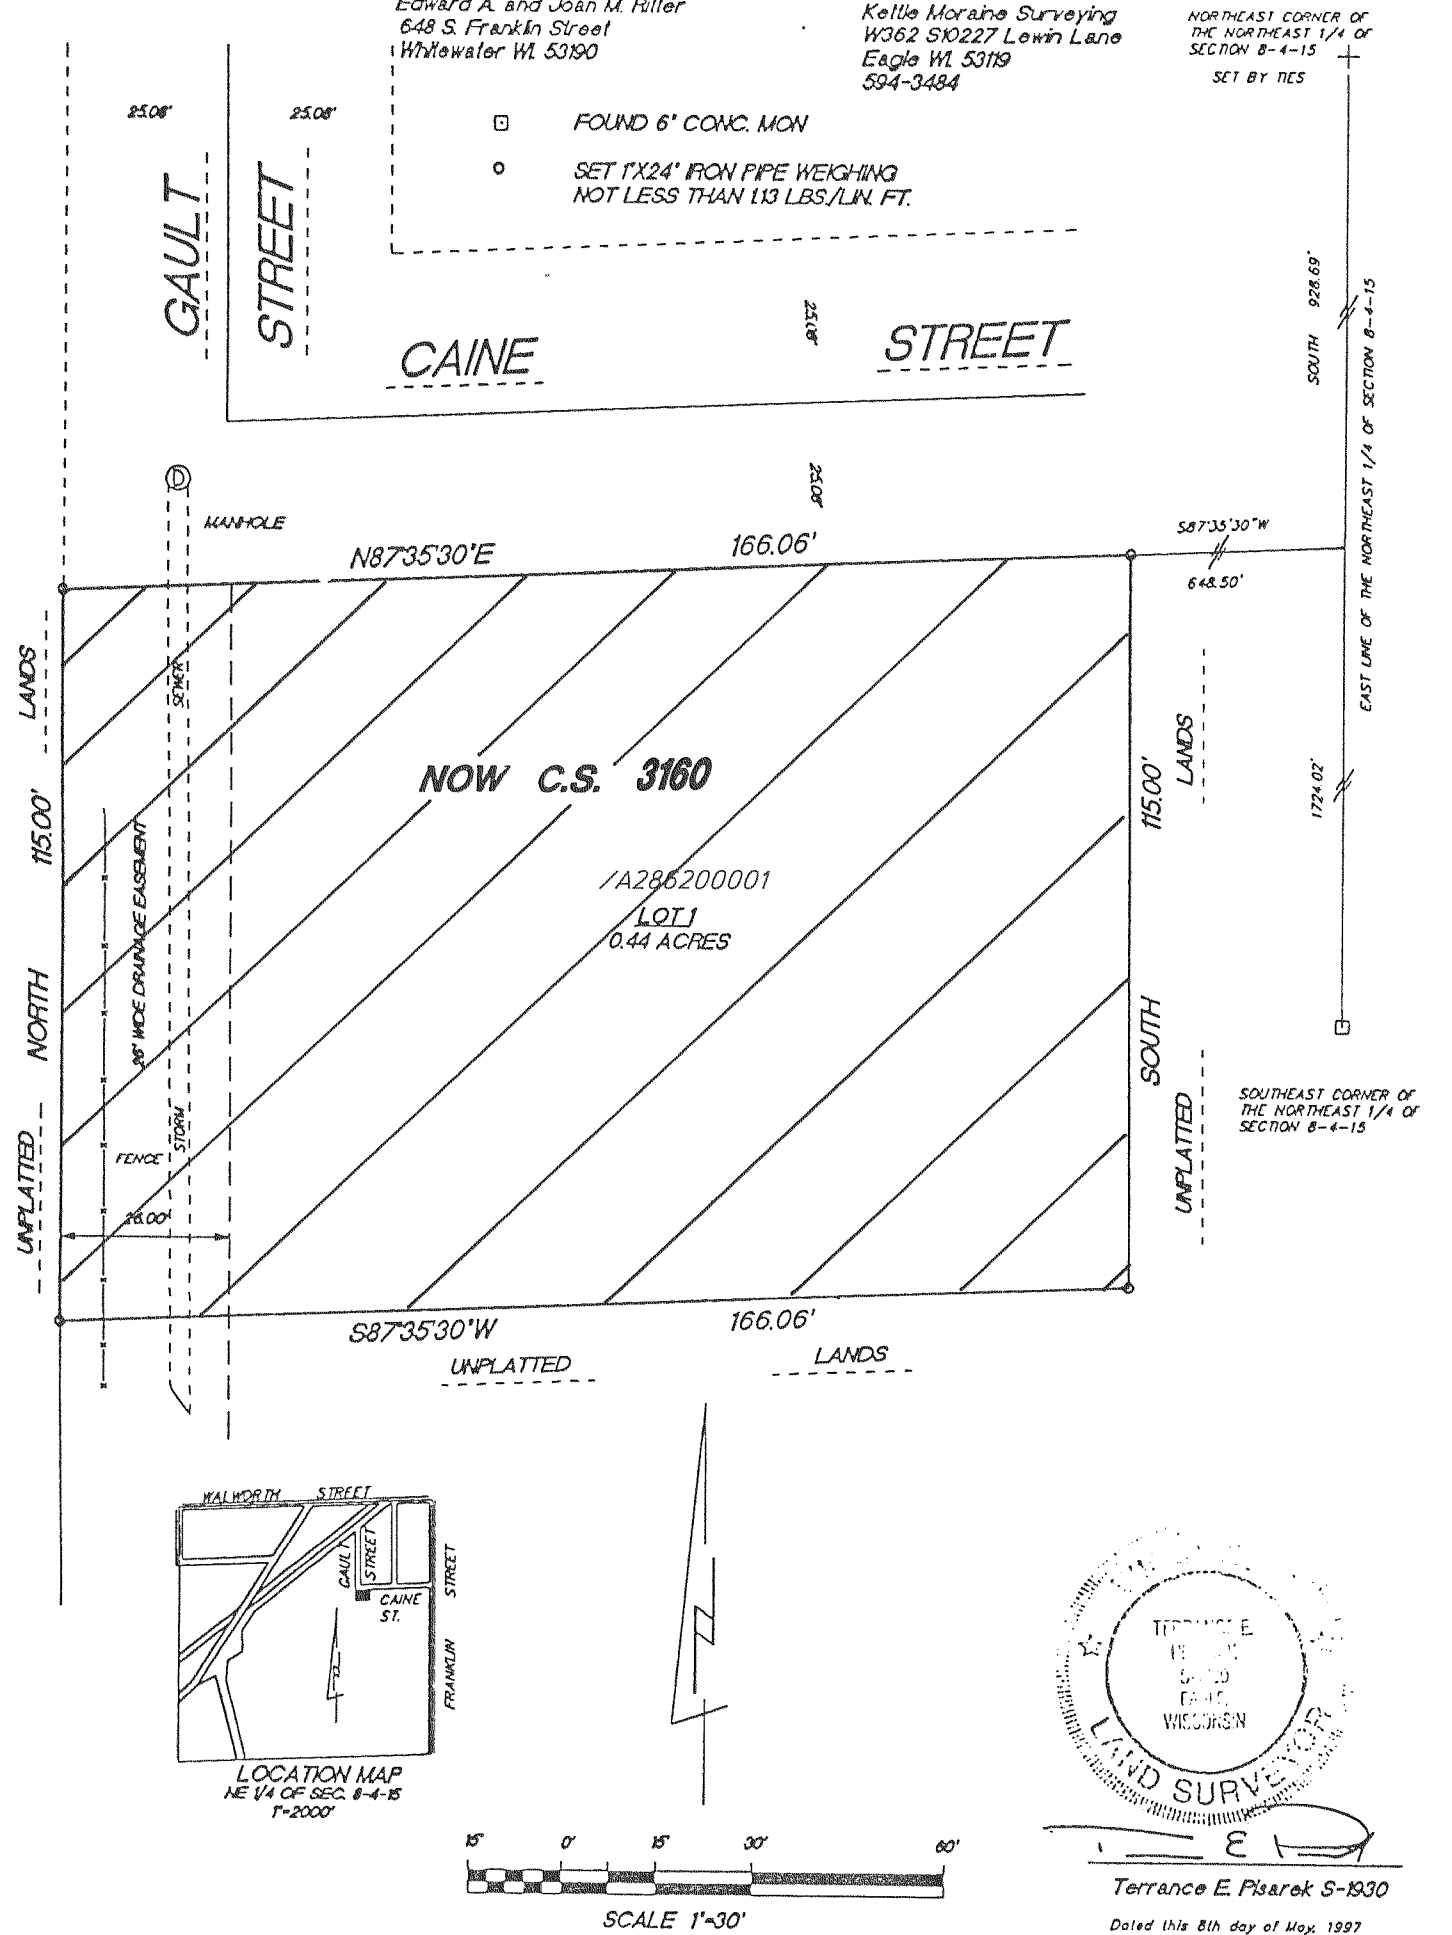 Edward A. and Joan M. Ritter
648 S. Franklin Street
Whitewater WI. 53190
Kettle Moraine Surveying
W362 S10227 Lewin Lane
Eagle WI. 53119
594-3484
NORTHEAST CORNER OF
THE NORTHEAST 1/4 OF
SECTION 8-4-15
SET BY TIES
25.08'
25.08'
FOUND 6" CONC. MON
SET 1"X24" IRON PIPE WEIGHING
NOT LESS THAN 1.13 LBS./LIN. FT.
GAULT
STREET
CAINE
STREET
25.08'
25.08'
SOUTH 928.69'
EAST LINE OF THE NORTHEAST 1/4 OF SECTION 8-4-15
1724.02'
D
MANHOLE
N87°35'30"E
166.06'
S87°35'30"W
648.50'
UNPLATTED LANDS
NORTH 115.00'
STORM SEWER
26' WIDE DRAINAGE EASEMENT
FENCE
26.00'
NOW C.S. 3160
/A286200001
LOT 1
0.44 ACRES
SOUTH 115.00'
UNPLATTED LANDS
SOUTHEAST CORNER OF
THE NORTHEAST 1/4 OF
SECTION 8-4-15
S87°35'30"W
166.06'
UNPLATTED LANDS
WALWORTH STREET
GAULT
STREET
CAINE
ST.
FRANKLIN STREET
LOCATION MAP
NE 1/4 OF SEC. 8-4-15
1"=2000'
TERRANCE E.
WISCONSIN
LAND SURVEYOR
15' 0' 15' 30' 60'
SCALE 1"=30'
Terrance E. Pisarek S-1930
Dated this 8th day of May, 1997